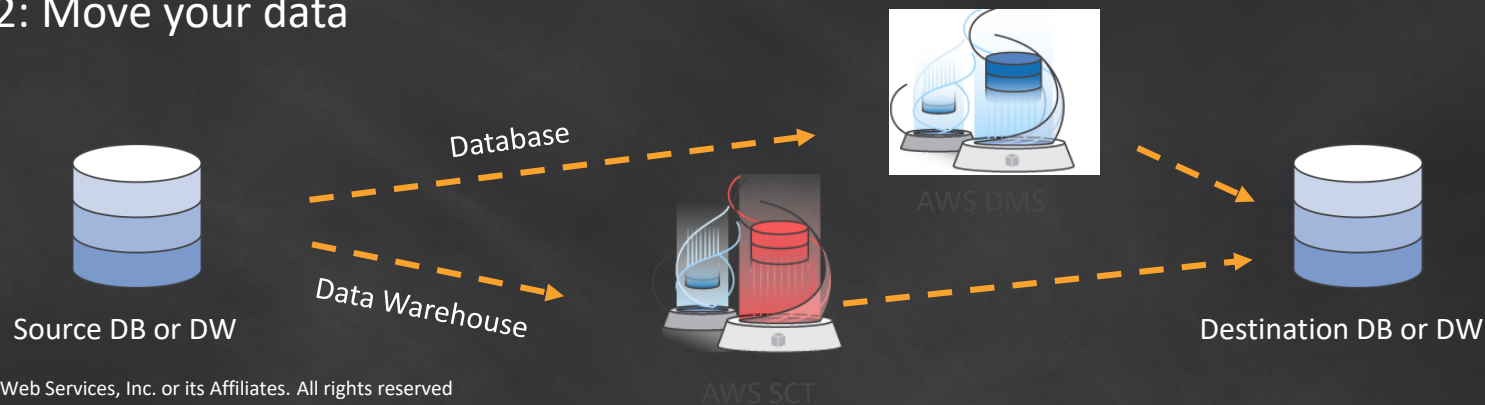 2: Move your data
Database
AWS DMS
Data Warehouse
Source DB or DW
Destination DB or DW
AWS SCT
Web Services, Inc. or its Affiliates. All rights reserved